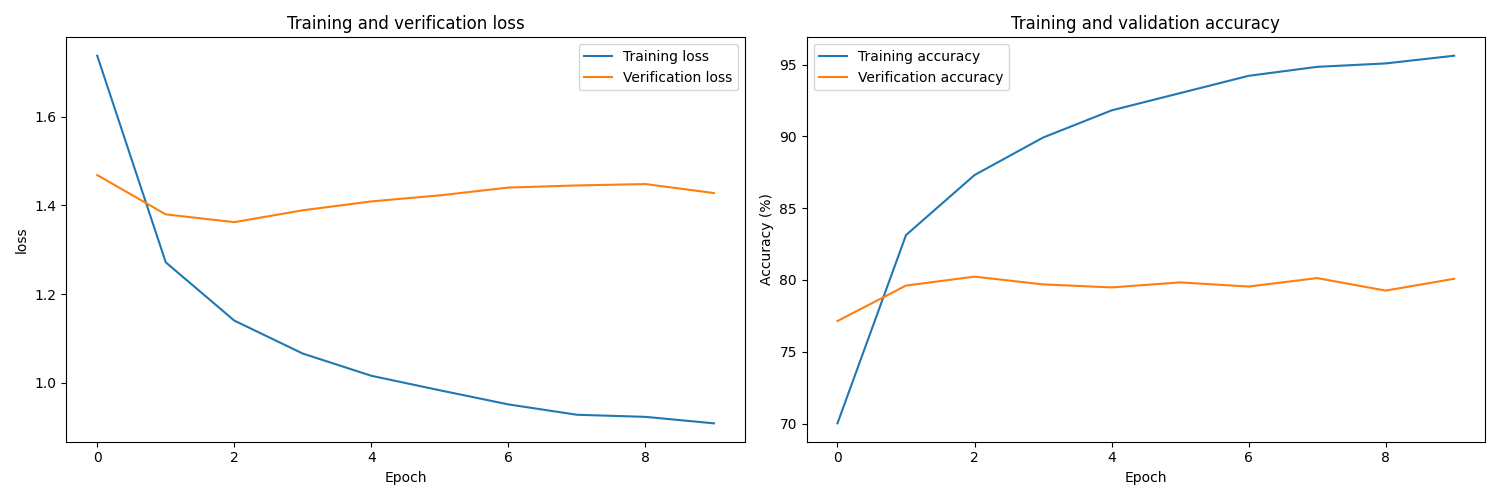 Training and verification loss
Training loss
Verification loss
1.6
1.4
1.2
1.0
loss
0 2 4 6 8
Epoch
Training and validation accuracy
Training accuracy
Verification accuracy
95
90
85
80
75
70
Accuracy (%)
0 2 4 6 8
Epoch